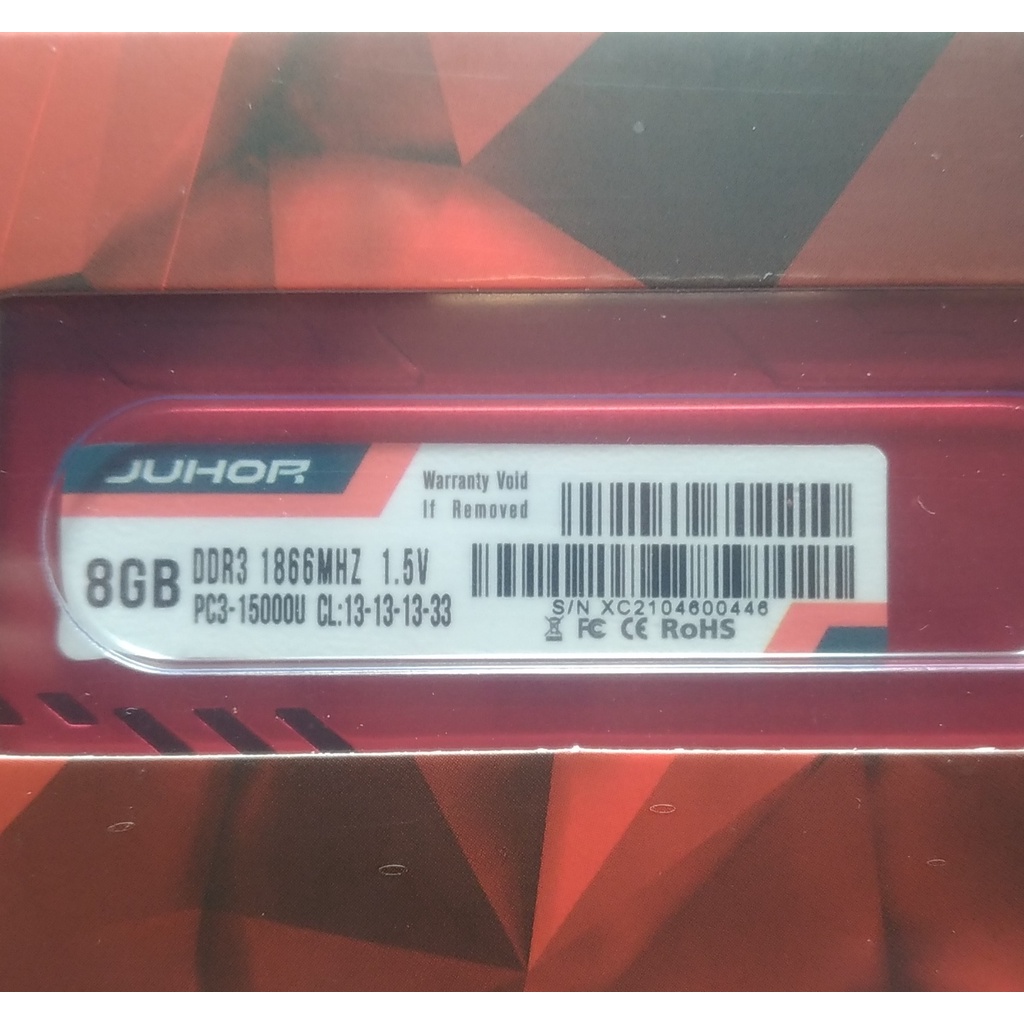 JUHOR
Warranty Void
If Removed
8GB
DDR3 1866MHZ 1.5V
PC3-15000U CL:13-13-13-33
S/N XC2104600446
FC CE RoHS